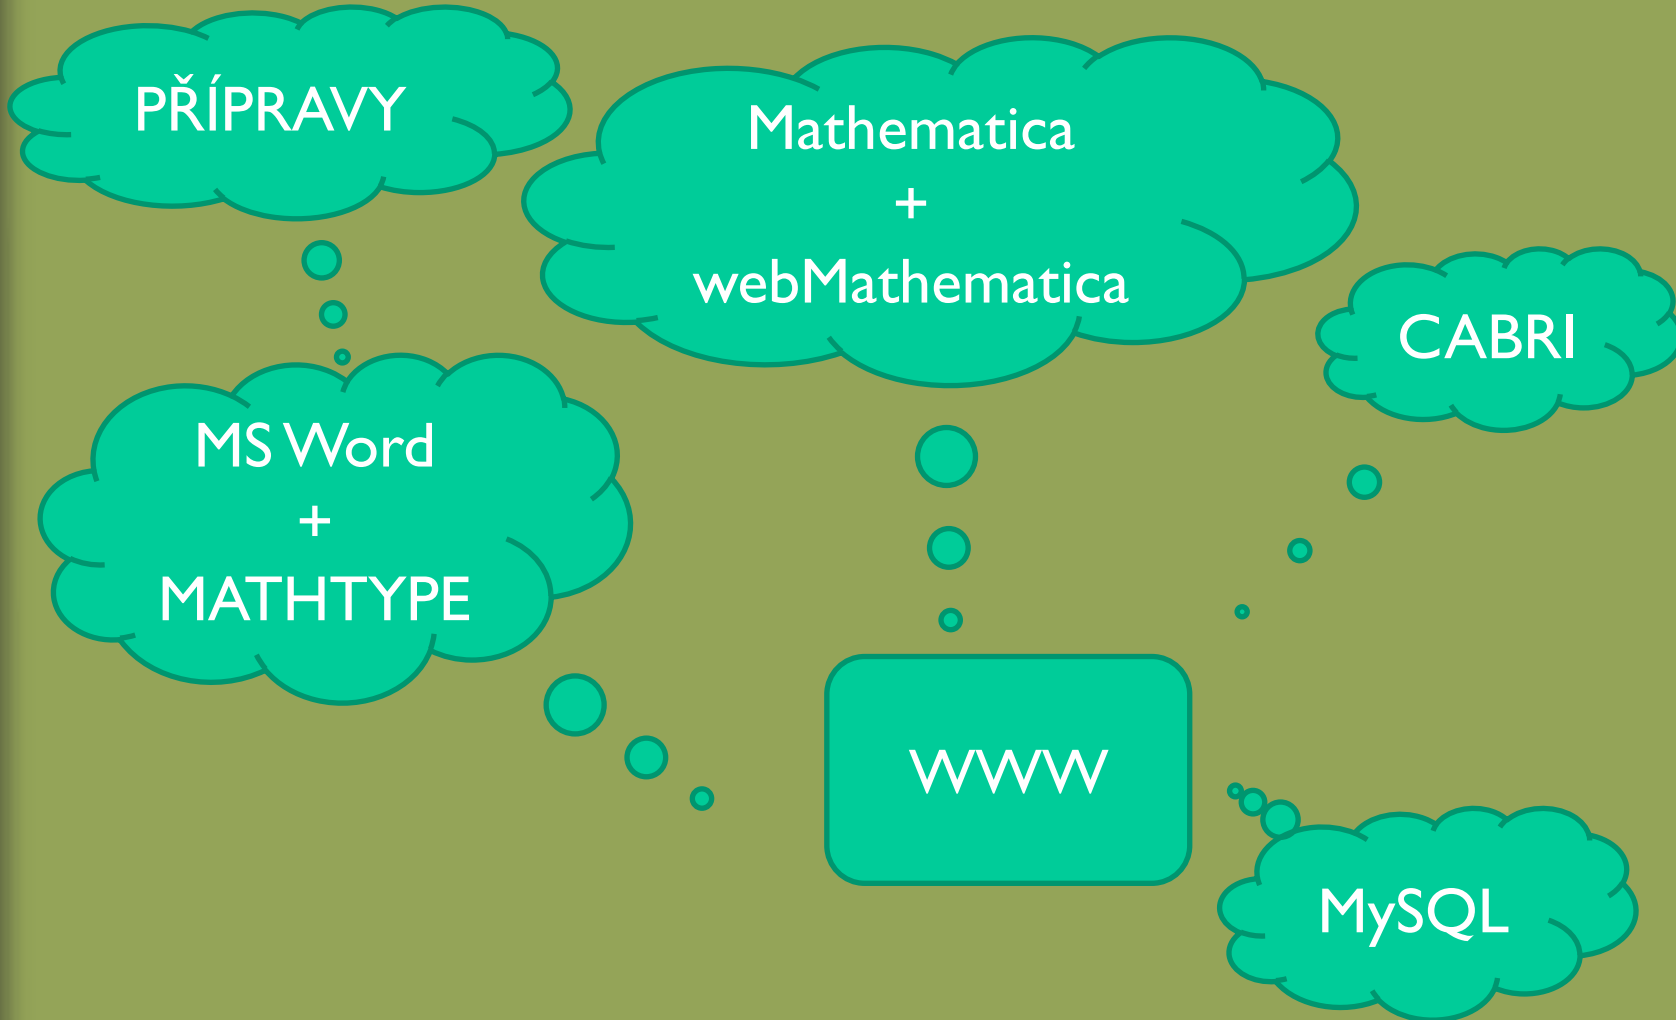 PŘÍPRAVY
Mathematica
+
webMathematica
CABRI
MS Word
+
MATHTYPE
WWW
MySQL